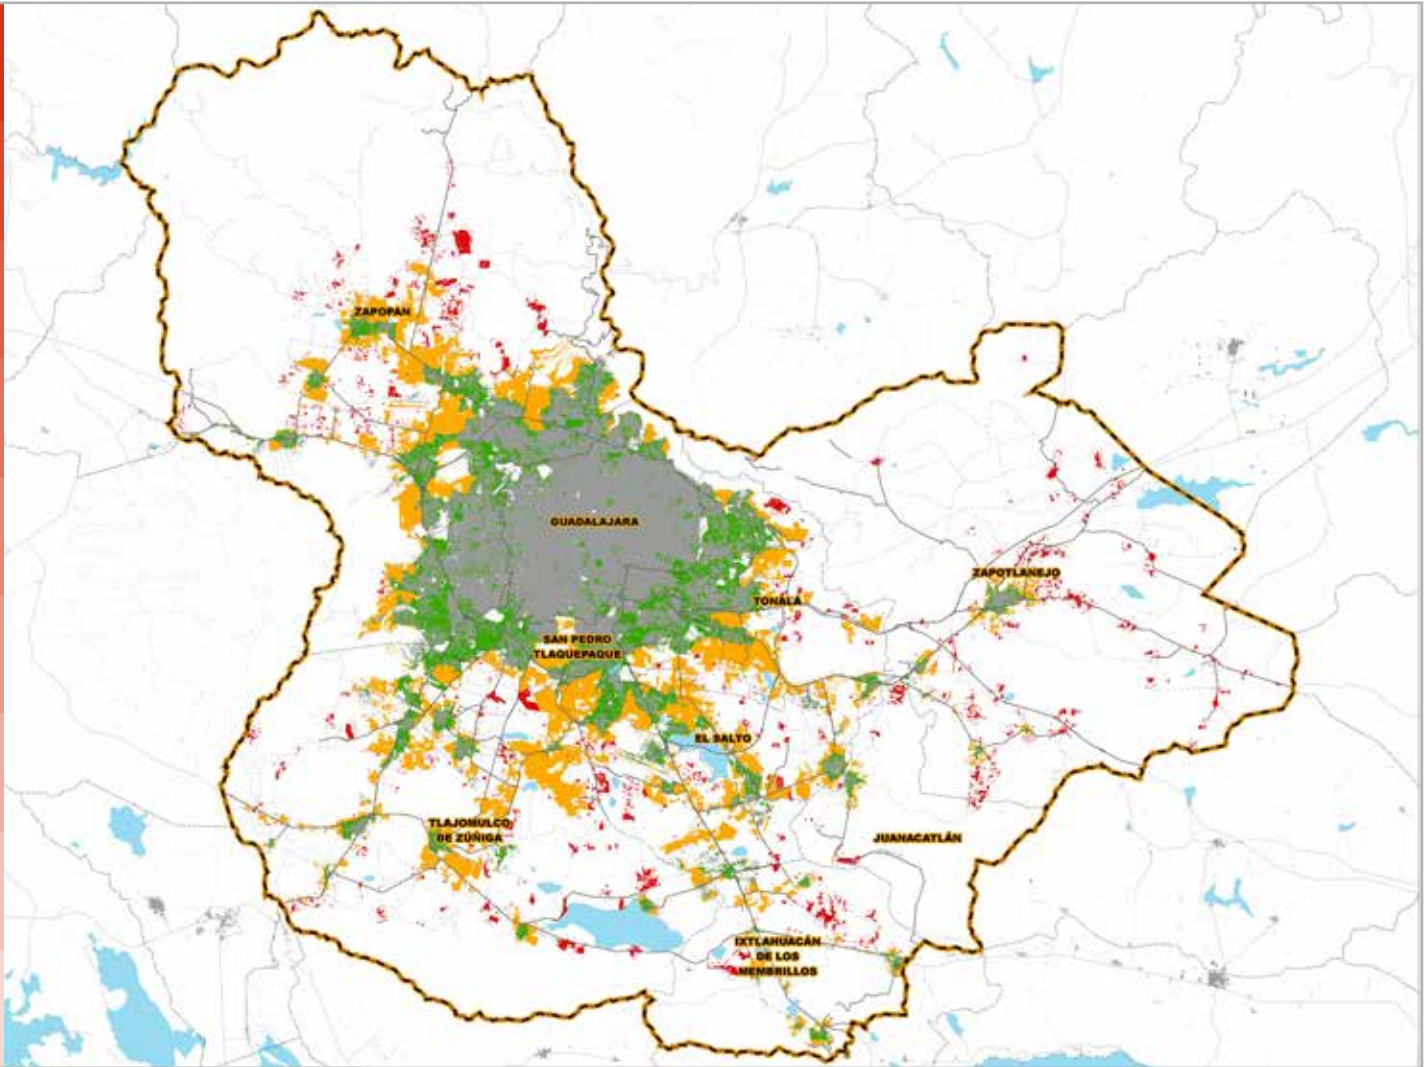 ZAPOPAN
GUADALAJARA
ZAPOTLANEJO
TONALÁ
SAN PEDRO
TLAQUEPAQUE
EL SALTO
TLAJOMULCO
DE ZÚÑIGA
JUANACATLÁN
IXTLAHUACÁN
DE LOS
MEMBRILLOS